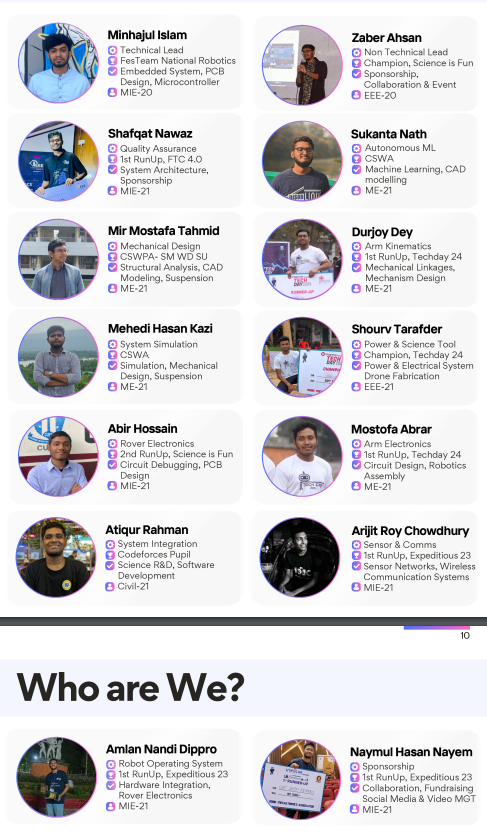 Minhajul Islam
Technical Lead
FesTeam National Robotics
Embedded System, PCB
Design, Microcontroller
MIE-20
Zaber Ahsan
Non Technical Lead
Champion, Science is Fun
Sponsorship,
Collaboration & Event
EEE-20
Shafqat Nawaz
Quality Assurance
1st RunUp, FTC 4.0
System Architecture,
Sponsorship
MIE-21
Sukanta Nath
Autonomous ML
CSWA
Machine Learning, CAD
modelling
ME-21
Mir Mostafa Tahmid
Mechanical Design
CSWPA- SM WD SU
Structural Analysis, CAD
Modeling, Suspension
ME-21
Durjoy Dey
Arm Kinematics
1st RunUp, Techday 24
Mechanical Linkages,
Mechanism Design
ME-21
Mehedi Hasan Kazi
System Simulation
CSWA
Simulation, Mechanical
Design, Suspension
ME-21
Shourv Tarafder
Power & Science Tool
Champion, Techday 24
Power & Electrical System
Drone Fabrication
EEE-21
Abir Hossain
Rover Electronics
2nd RunUp, Science is Fun
Circuit Debugging, PCB
Design
MIE-21
Mostofa Abrar
Arm Electronics
1st RunUp, Techday 24
Circuit Design, Robotics
Assembly
ME-21
Atiqur Rahman
System Integration
Codeforces Pupil
Science R&D, Software
Development
Civil-21
Arijit Roy Chowdhury
Sensor & Comms
1st RunUp, Expeditious 23
Sensor Networks, Wireless
Communication Systems
MIE-21
10
Who are We?
Amlan Nandi Dippro
Robot Operating System
1st RunUp, Expeditious 23
Hardware Integration,
Rover Electronics
MIE-21
Naymul Hasan Nayem
Sponsorship
1st RunUp, Expeditious 23
Collaboration, Fundraising
Social Media & Video MGT
MIE-21